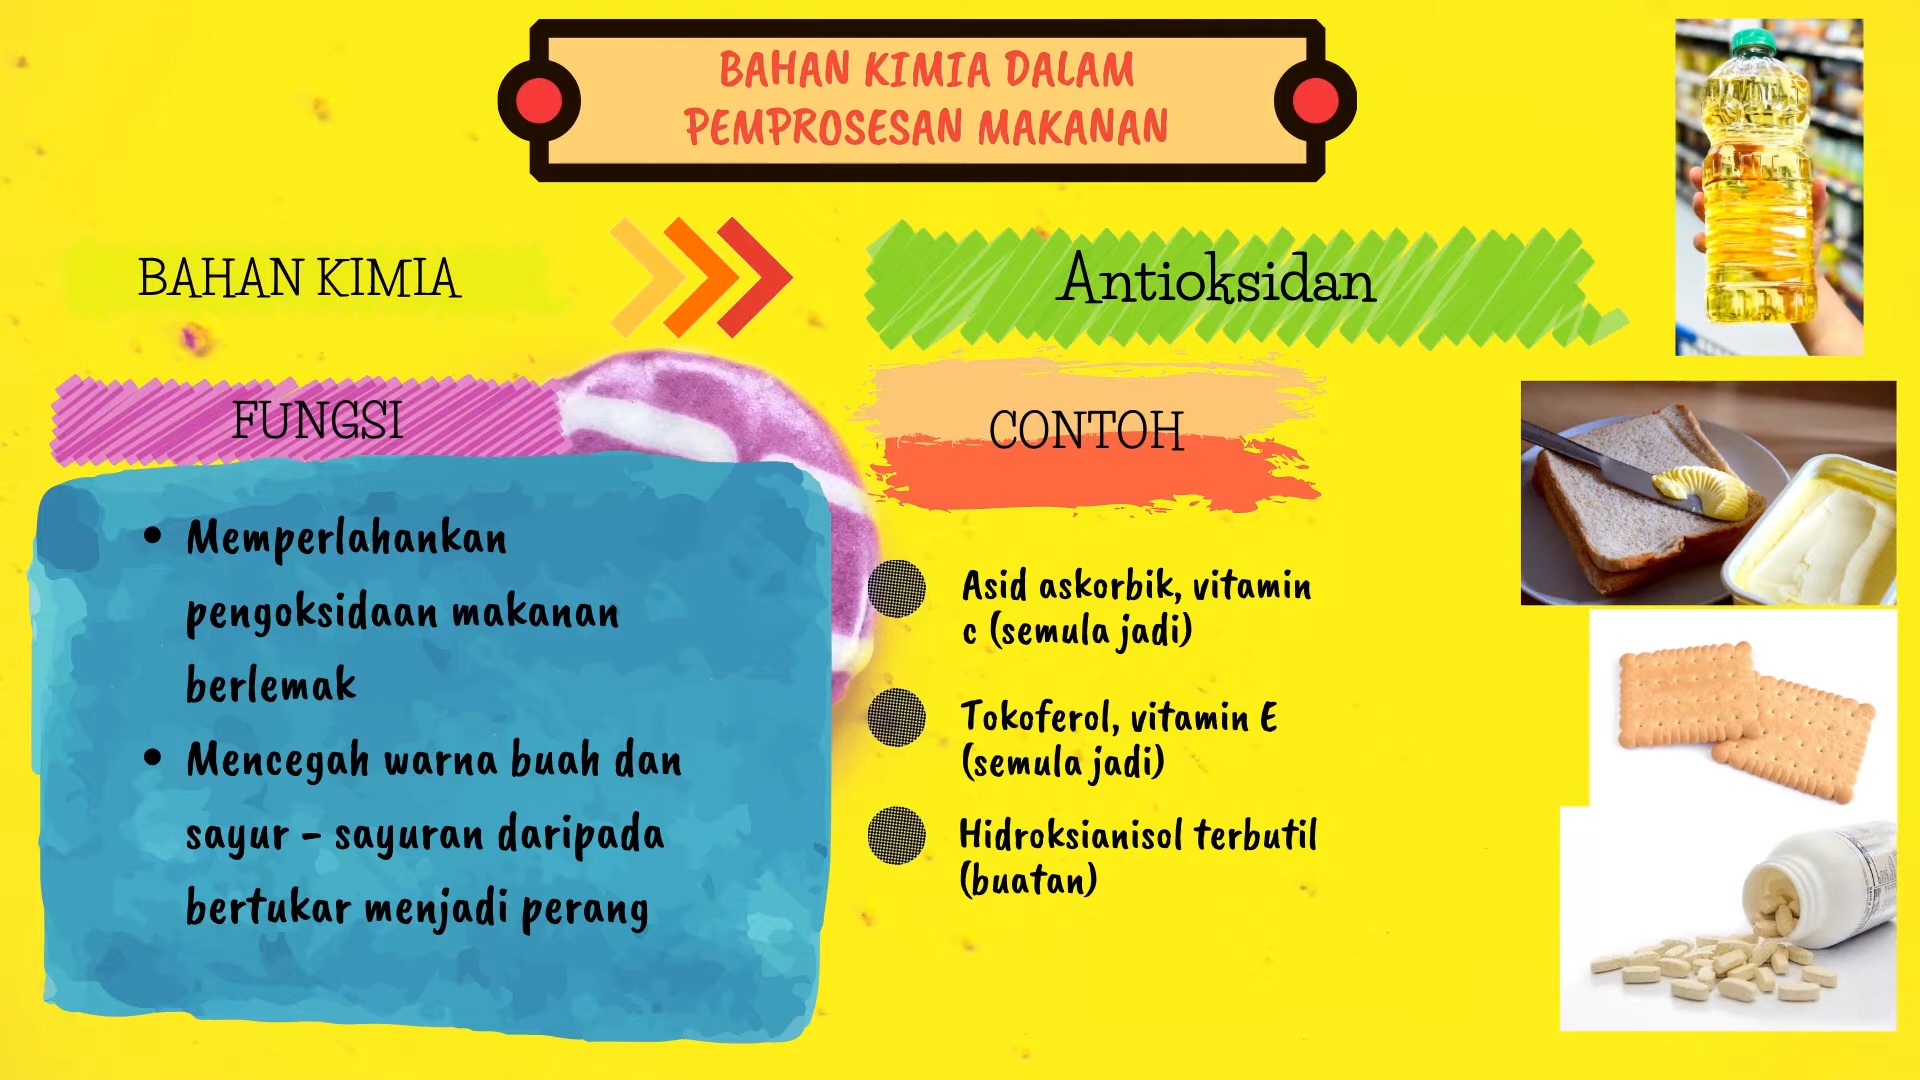 BAHAN KIMIA DALAM
PEMPROSESAN MAKANAN
BAHAN KIMIA
Antioksidan
FUNGSI
• Memperlahankan
pengoksidaan makanan
berlemak
• Mencegah warna buah dan
sayur – sayuran daripada
bertukar menjadi perang
CONTOH
Asid askorbik, vitamin
c (semula jadi)
Tokoferol, vitamin E
(semula jadi)
Hidroksianisol terbutil
(buatan)